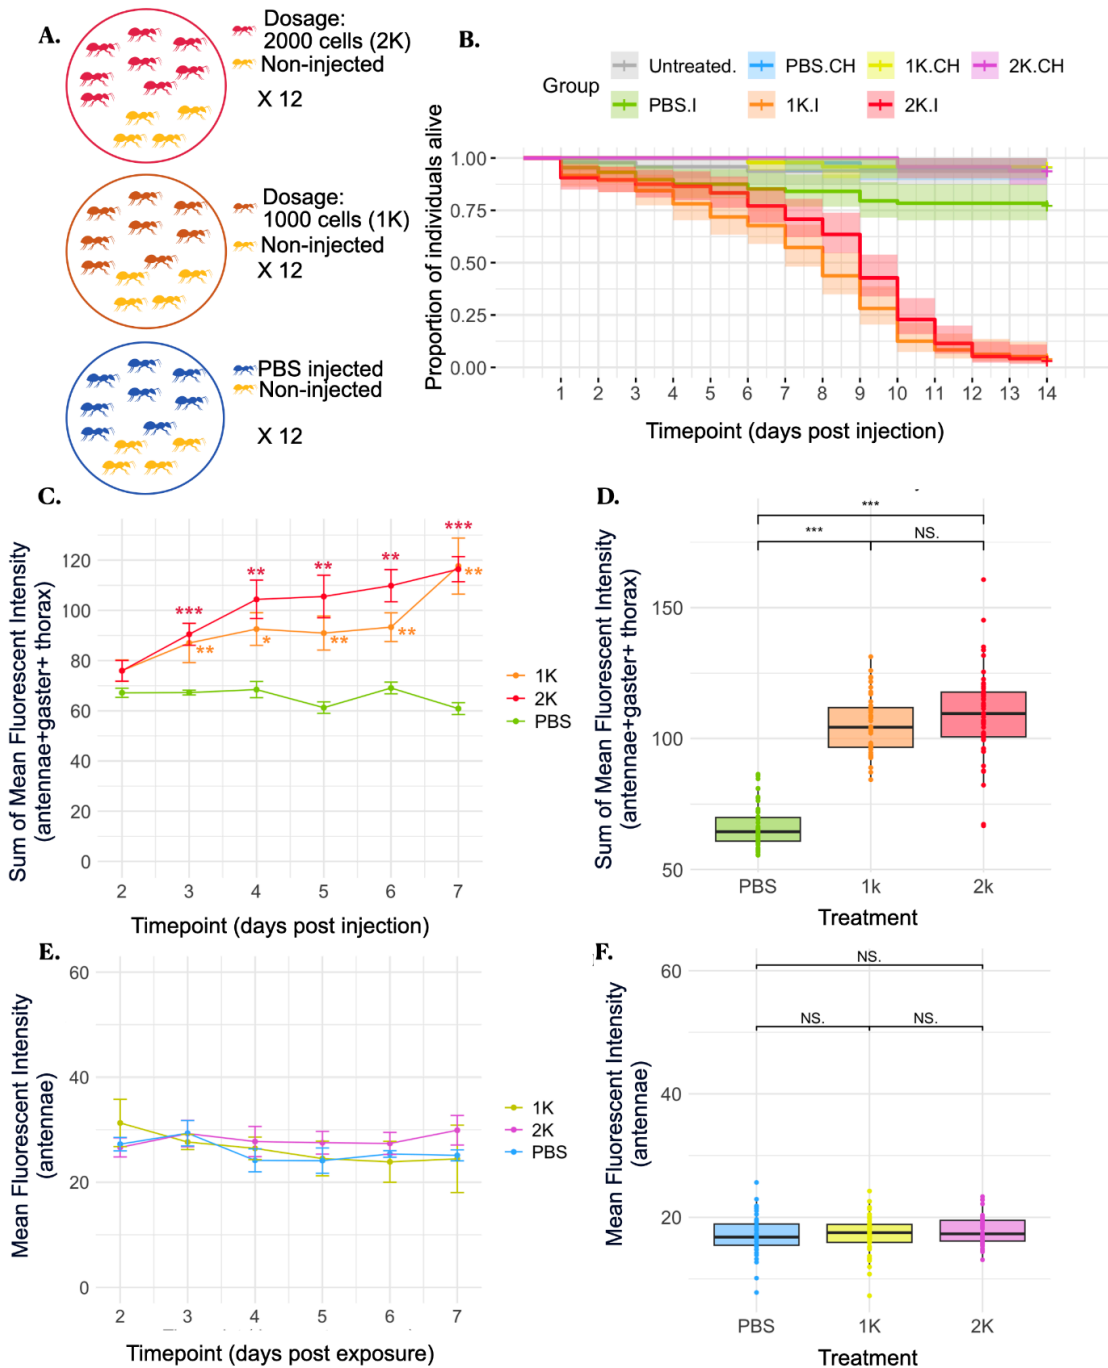 A.
Dosage:
2000 cells (2K)
Non-injected
X 12
Dosage:
1000 cells (1K)
Non-injected
X 12
PBS injected
Non-injected
X 12
B.
Group
Untreated.
PBS.CH
1K.CH
2K.CH
PBS.I
1K.I
2K.I
Proportion of individuals alive
1.00
0.75
0.50
0.25
0.00
1 2 3 4 5 6 7 8 9 10 11 12 13 14
Timepoint (days post injection)
C.
Sum of Mean Fluorescent Intensity
(antennae+gaster+ thorax)
120
100
80
60
40
20
0
***
**
**
**
***
**
*
**
**
**
2 3 4 5 6 7
Timepoint (days post injection)
1K
2K
PBS
D.
Sum of Mean Fluorescent Intensity
(antennae+gaster+ thorax)
***
***
NS.
150
100
50
PBS 1k 2k
Treatment
E.
Mean Fluorescent Intensity
(antennae)
60
40
20
0
2 3 4 5 6 7
Timepoint (days post exposure)
1K
2K
PBS
F.
Mean Fluorescent Intensity
(antennae)
NS.
NS.
NS.
60
40
20
PBS 1K 2K
Treatment